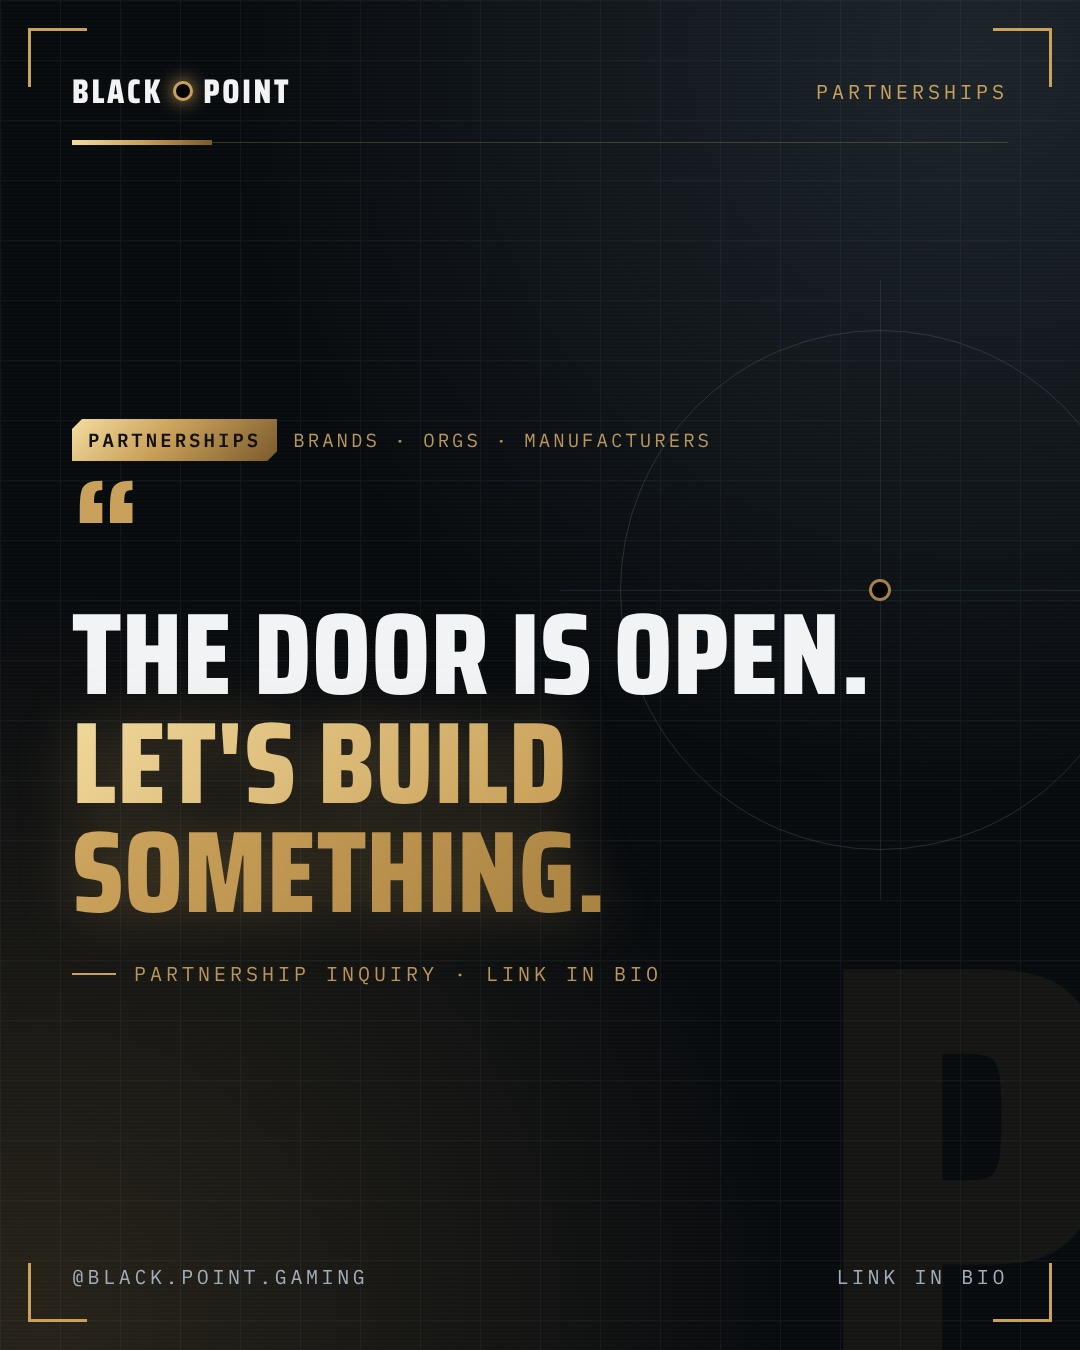 BLACK POINT
PARTNERSHIPS
PARTNERSHIPS BRANDS · ORGS · MANUFACTURERS
“
THE DOOR IS OPEN.
LET'S BUILD
SOMETHING.
— PARTNERSHIP INQUIRY · LINK IN BIO
P
@BLACK.POINT.GAMING
LINK IN BIO